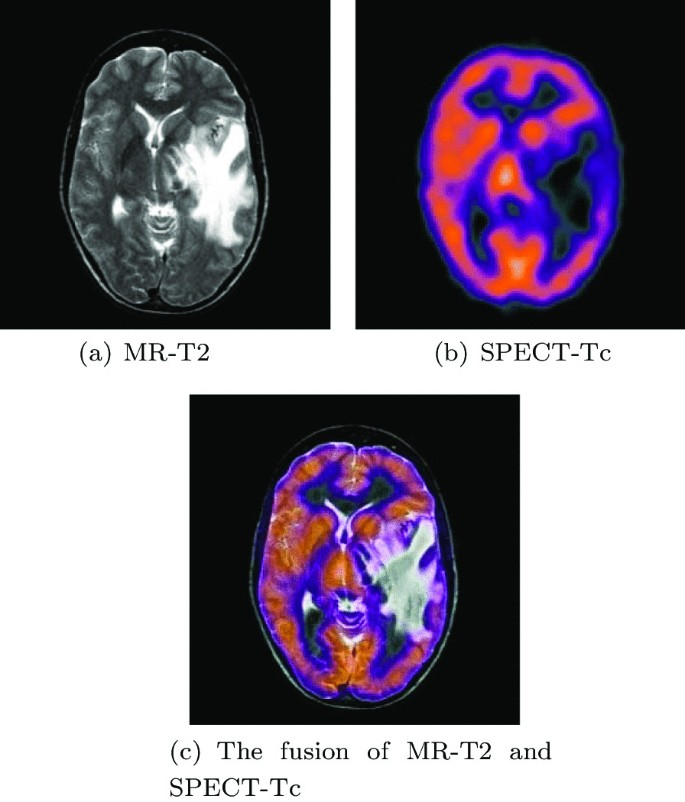 (a) MR-T2
(b) SPECT-Tc
(c) The fusion of MR-T2 and
SPECT-Tc